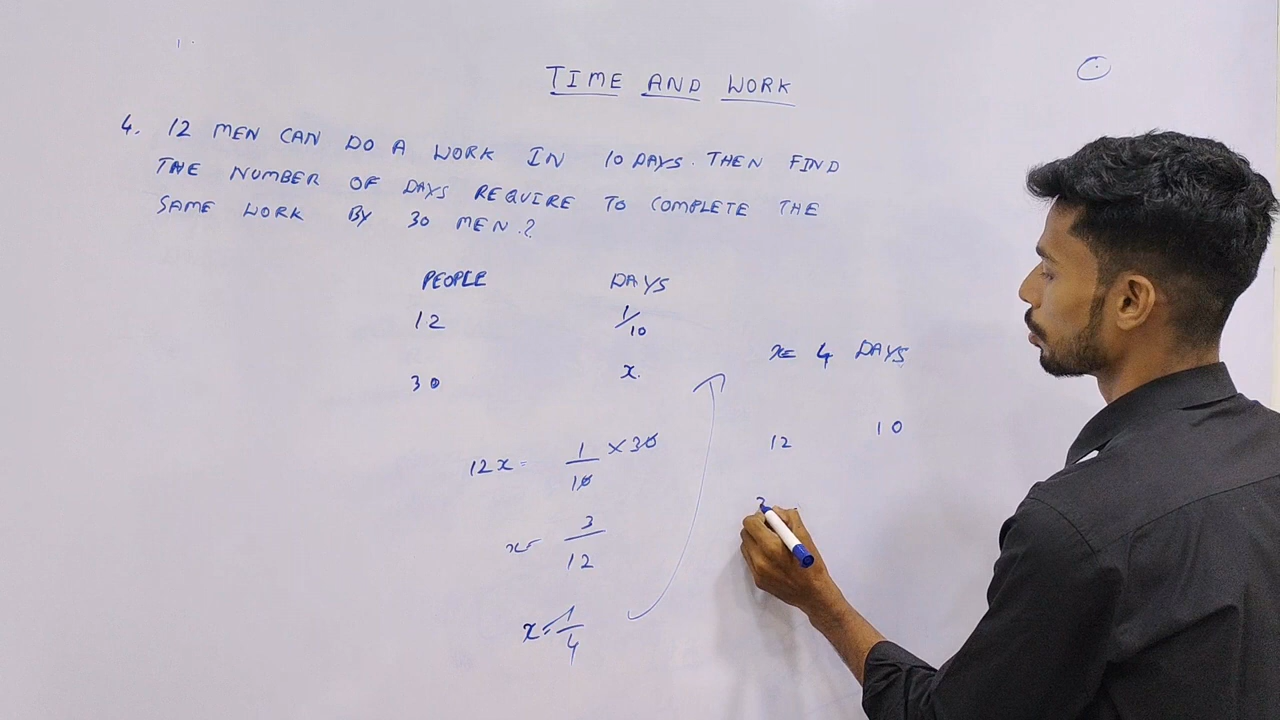 TIME AND WORK
4. 12 MEN CAN DO A WORK IN 10 DAYS. THEN FIND
THE NUMBER OF DAYS REQUIRE TO COMPLETE THE
SAME WORK BY 30 MEN.?
PEOPLE DAYS
12 1/10
30 x.
12x = 1/10 × 30
x= 3/12
x= 1/4
x= 4 DAYS
12 10